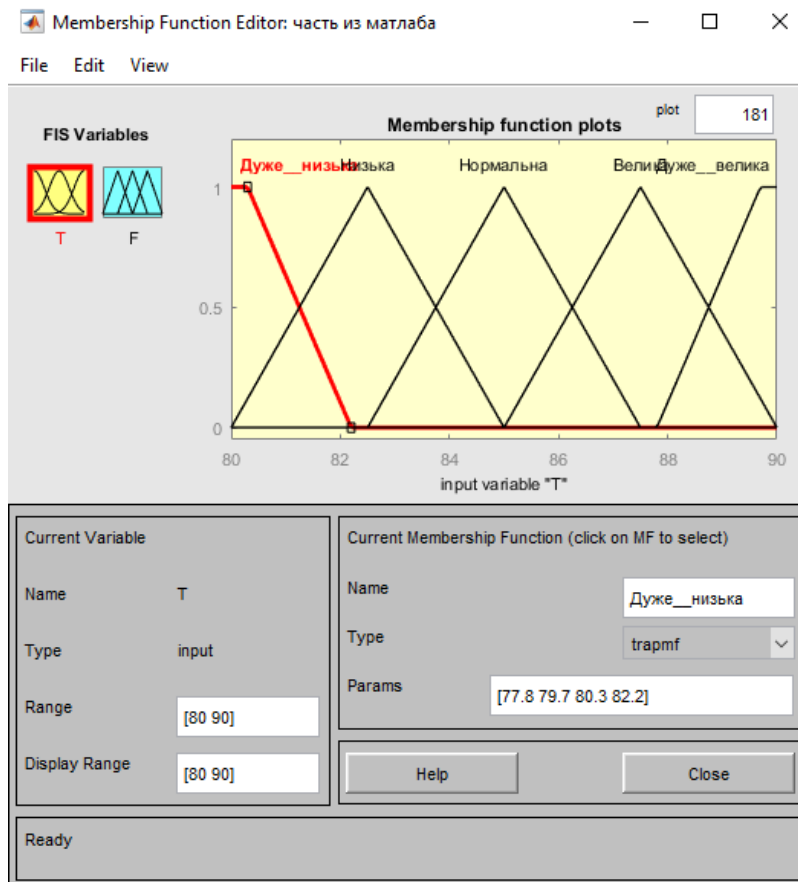 Membership Function Editor: часть из матлаба
File Edit View
FIS Variables
plot 181
Membership function plots
Дуже__низька Низька Нормальна Велика Дуже__велика
T F
1
0.5
0
80 82 84 86 88 90
input variable "T"
Current Variable
Name T
Type input
Range [80 90]
Display Range [80 90]
Current Membership Function (click on MF to select)
Name Дуже__низька
Type trapmf
Params [77.8 79.7 80.3 82.2]
Help Close
Ready